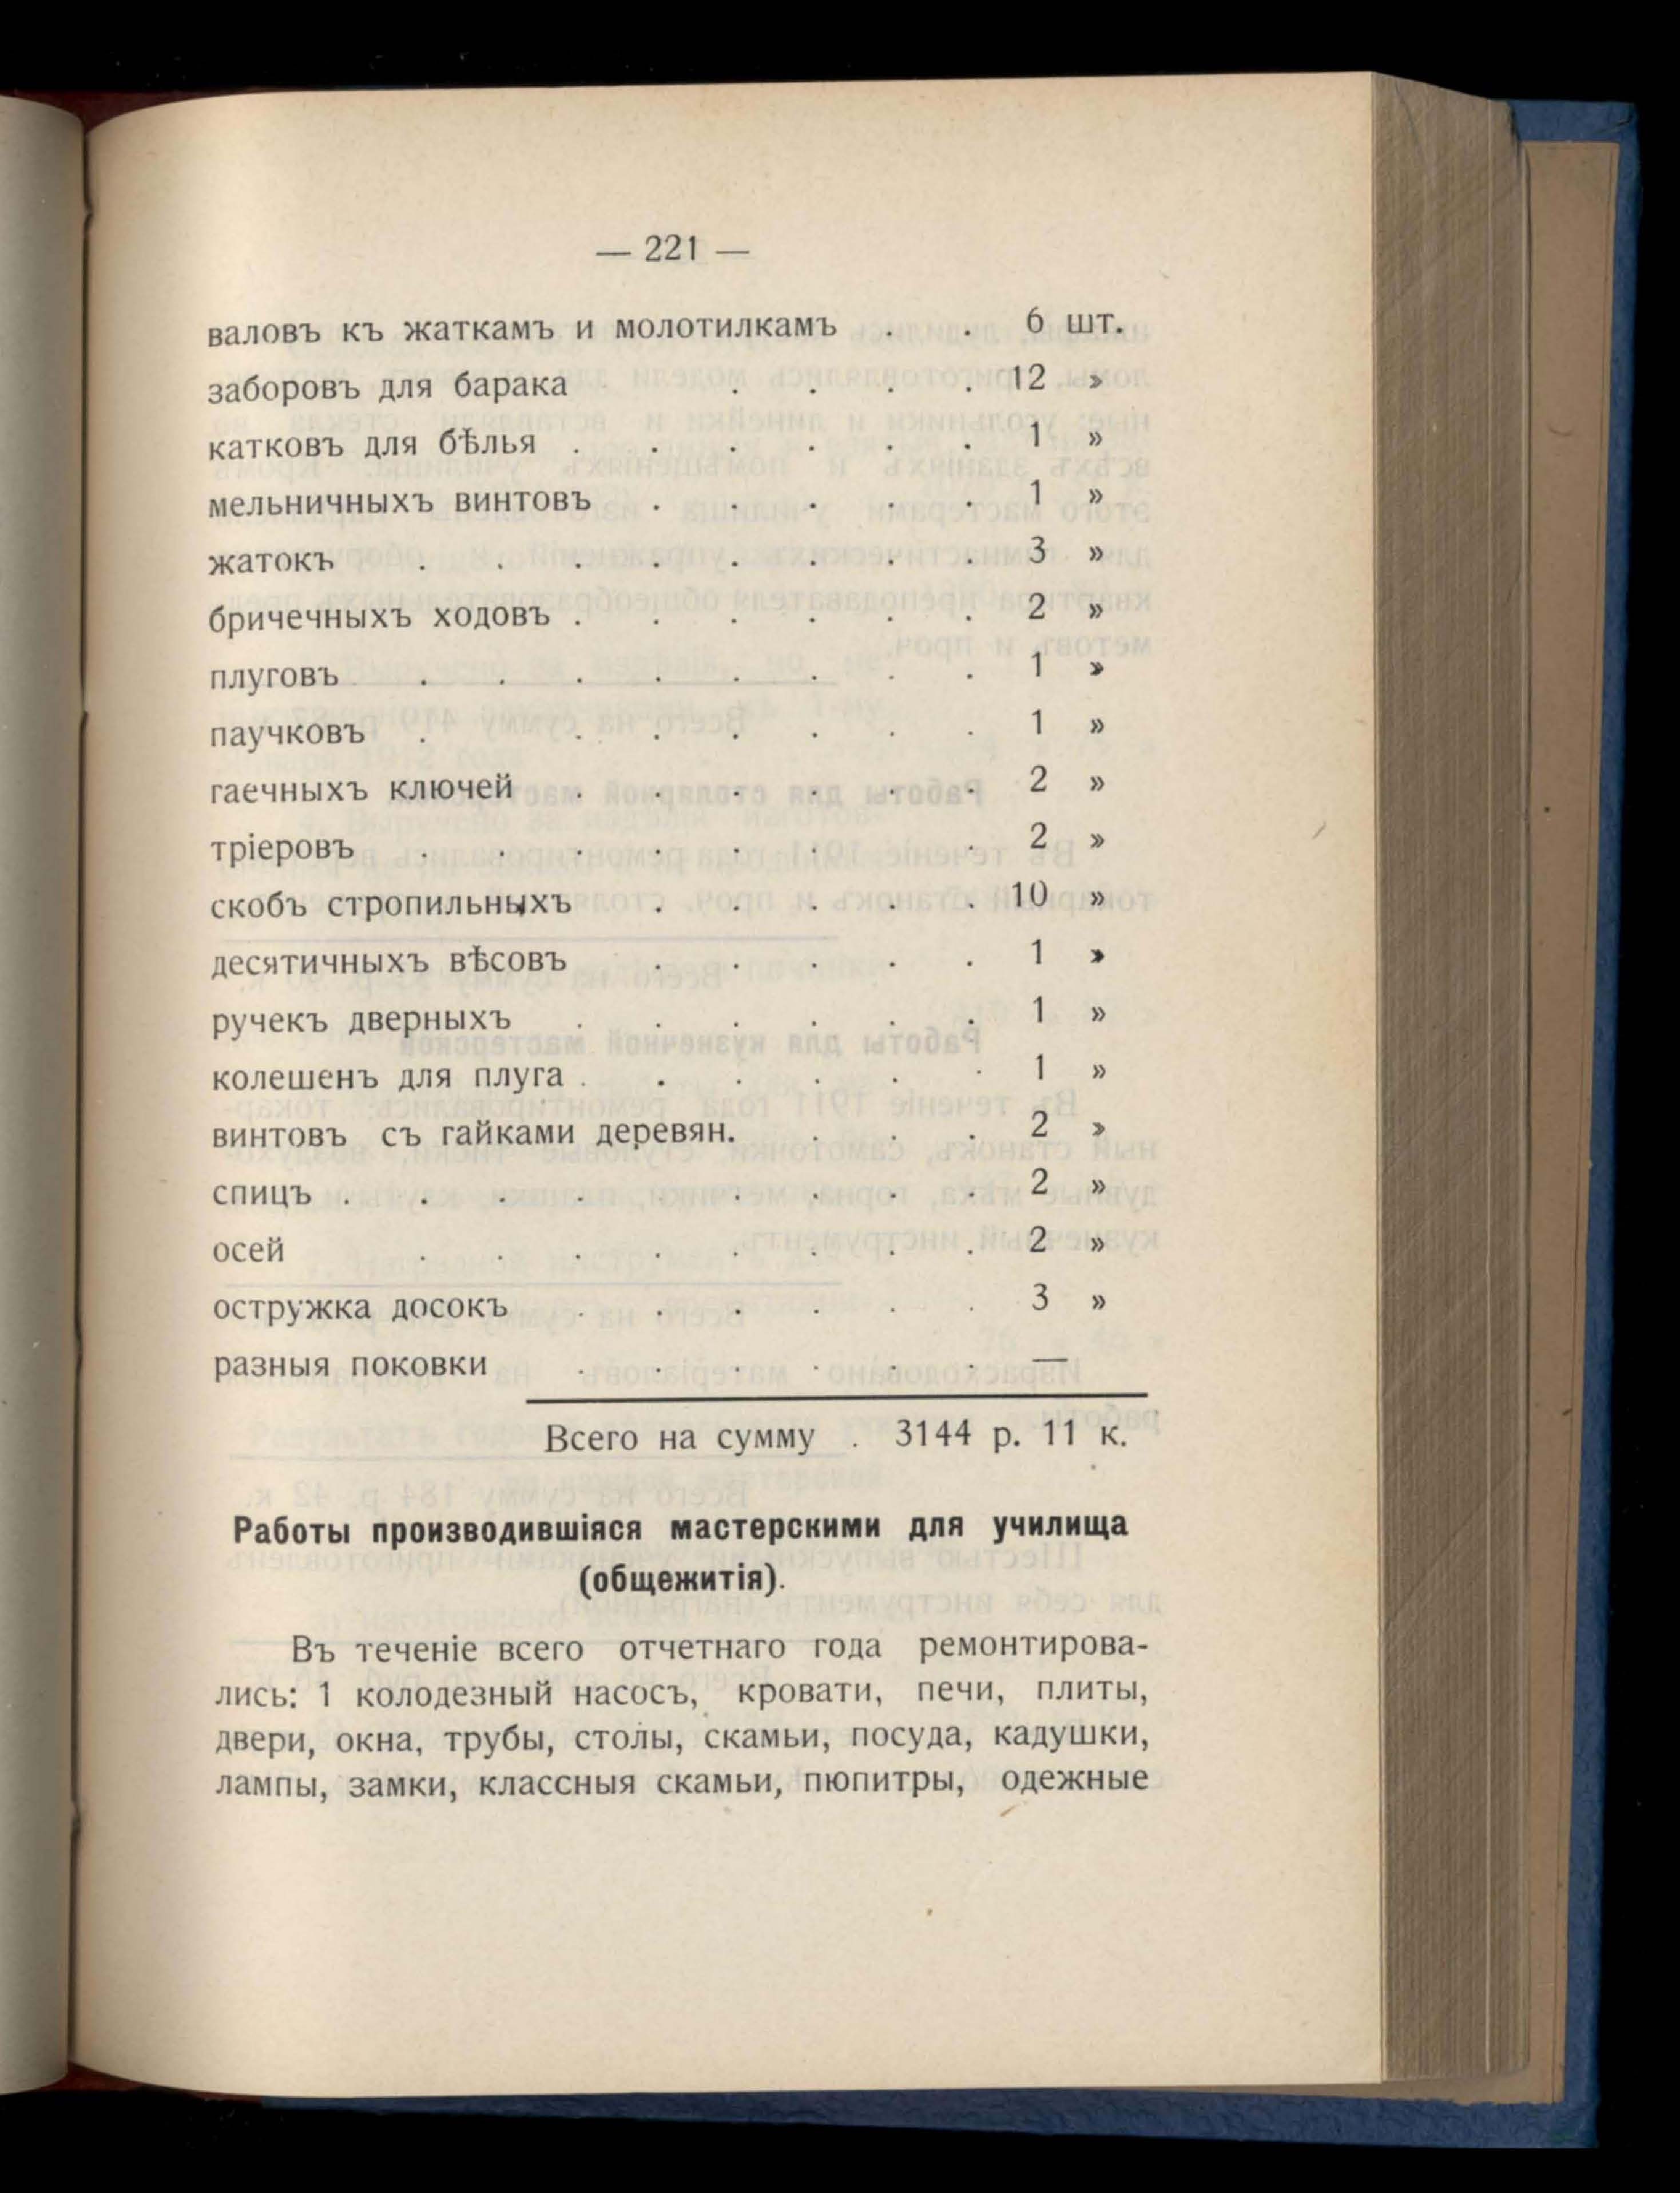 — 221 —
валовъ къ жаткамъ и молотилкамъ . . 6 шт.
заборовъ для барака . . . . 12 »
катковъ для бѣлья . . . . . . 1 »
мельничныхъ винтовъ . . . . . 1 »
жатокъ . . . . . . . . 3 »
бричечныхъ ходовъ . . . . . . 2 »
плуговъ . . . . . . . . 1 »
паучковъ . . . . . . . 1 »
гаечныхъ ключей . . . . . . 2 »
тріеровъ . . . . . . . . 2 »
скобъ стропильныхъ . . . . . 10 »
десятичныхъ вѣсовъ . . . . . 1 »
ручекъ дверныхъ . . . . . . 1 »
колешенъ для плуга . . . . . . 1 »
винтовъ съ гайками деревян. . . . 2 »
спицъ . . . . . . . . . 2 »
осей . . . . . . . . 2 »
остружка досокъ . . . . . . 3 »
разныя поковки . . . . . . —
Всего на сумму . 3144 р. 11 к.
Работы производившіяся мастерскими для училища
(общежитія).
Въ теченіе всего отчетнаго года ремонтирова-
лись: 1 колодезный насосъ, кровати, печи, плиты,
двери, окна, трубы, столы, скамьи, посуда, кадушки,
лампы, замки, классныя скамьи, пюпитры, одежные